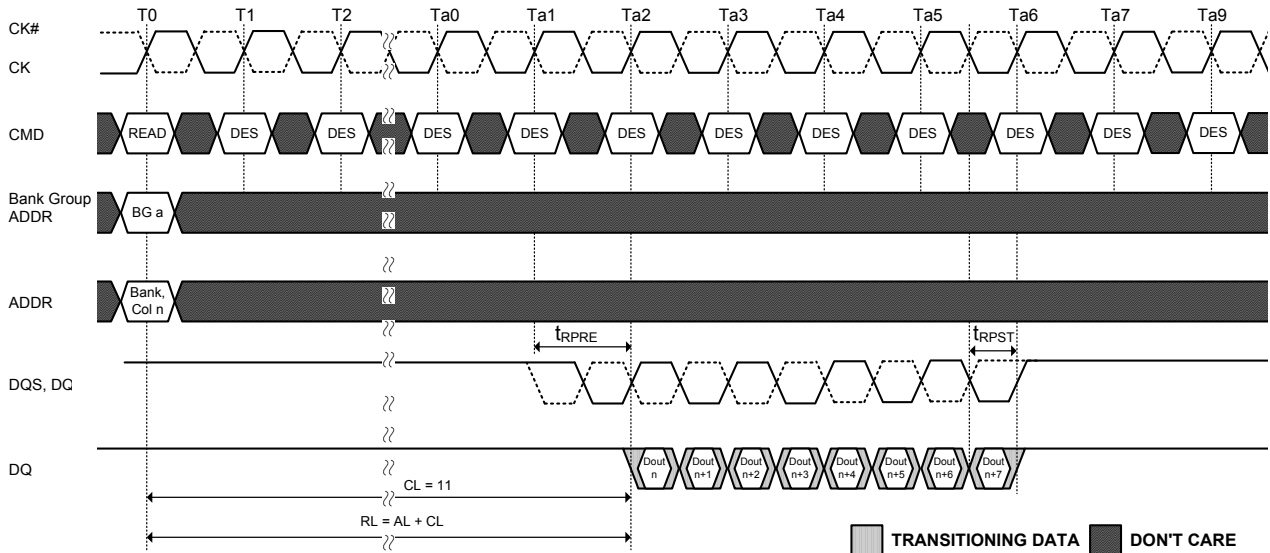 T0 T1 T2 Ta0 Ta1 Ta2 Ta3 Ta4 Ta5 Ta6 Ta7 Ta9
CK#
CK
CMD READ DES DES DES DES DES DES DES DES DES DES DES
Bank Group
ADDR
BG a
ADDR
Bank,
Col n
tRPRE tRPST
DQS, DQ
DQ
Dout Dout Dout Dout Dout Dout Dout Dout
n n+1 n+2 n+3 n+4 n+5 n+6 n+7
CL = 11
RL = AL + CL
TRANSITIONING DATA DON'T CARE